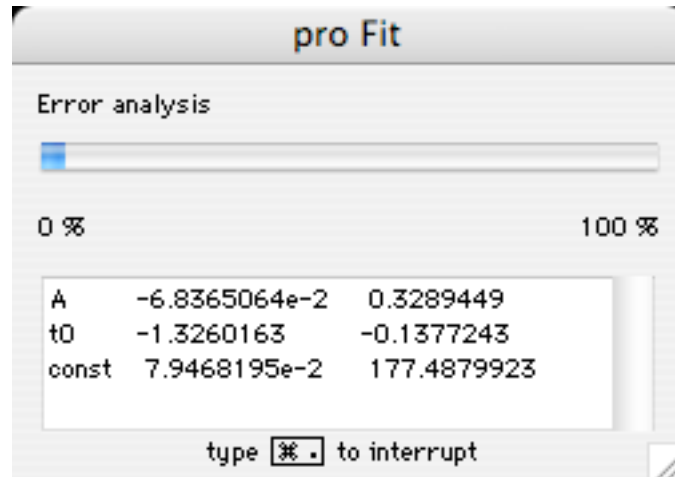 pro Fit
Error analysis
0 % 100 %
A -6.8365064e-2 0.3289449
t0 -1.3260163 -0.1377243
const 7.9468195e-2 177.4879923
type ⌘ . to interrupt